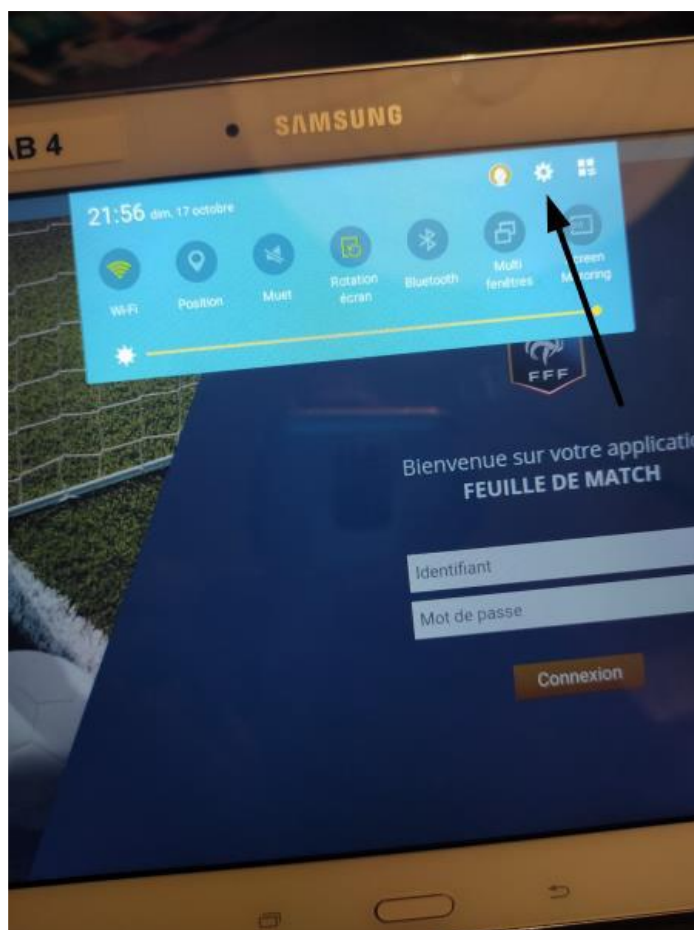 AB 4
SAMSUNG
21:56 dim. 17 octobre
Wi-Fi
Position
Muet
Rotation
écran
Bluetooth
Multi
fenêtres
Screen
Mirroring
FFF
Bienvenue sur votre applicatio
FEUILLE DE MATCH
Identifiant
Mot de passe
Connexion